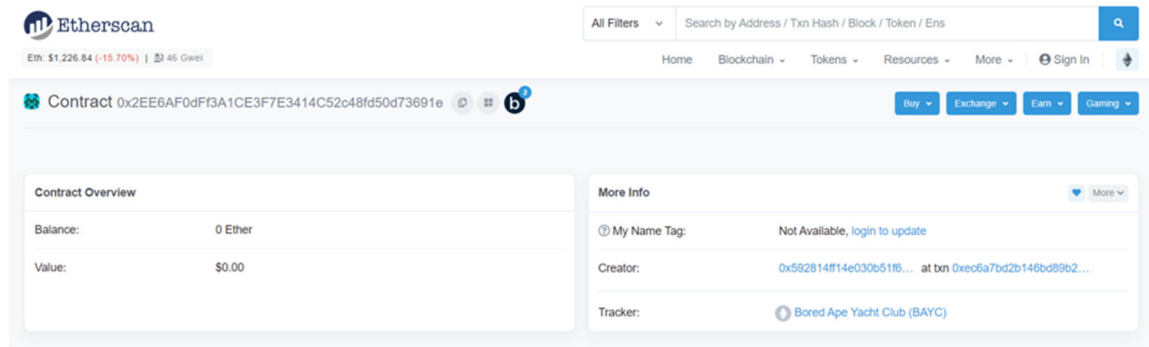 Etherscan
All Filters Search by Address / Txn Hash / Block / Token / Ens
Eth: $1,226.84 (-15.70%) | 46 Gwei
Home Blockchain Tokens Resources More Sign In
Contract 0x2EE6AF0dFf3A1CE3F7E3414C52c48fd50d73691e b 2
Buy Exchange Earn Gaming
Contract Overview
Balance: 0 Ether
Value: $0.00
More Info More
My Name Tag: Not Available, login to update
Creator: 0x592814ff14e030b51f6... at txn 0xec6a7bd2b146bd89b2...
Tracker: Bored Ape Yacht Club (BAYC)